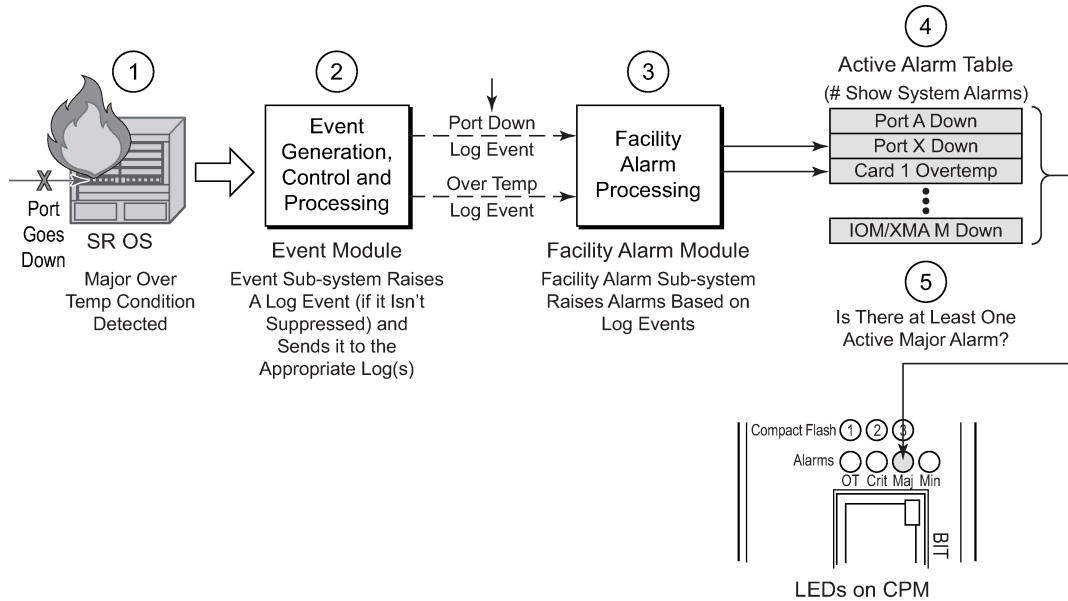 1
X
Port
Goes
Down
SR OS
Major Over
Temp Condition
Detected
2
Event
Generation,
Control and
Processing
Event Module
Event Sub-system Raises
A Log Event (if it Isn't
Suppressed) and
Sends it to the
Appropriate Log(s)
Port Down
Log Event
Over Temp
Log Event
3
Facility
Alarm
Processing
Facility Alarm Module
Facility Alarm Sub-system
Raises Alarms Based on
Log Events
4
Active Alarm Table
(# Show System Alarms)
Port A Down
Port X Down
Card 1 Overtemp
IOM/XMA M Down
5
Is There at Least One
Active Major Alarm?
Compact Flash 1 2 3
Alarms
OT Crit Maj Min
BIT
LEDs on CPM